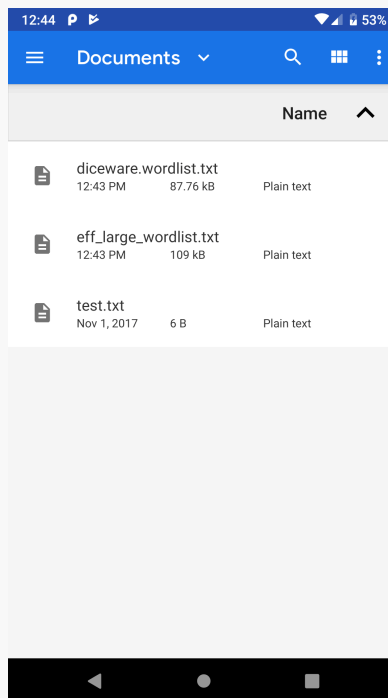 12:44 53%
Documents
Name
diceware.wordlist.txt
12:43 PM 87.76 kB Plain text
eff_large_wordlist.txt
12:43 PM 109 kB Plain text
test.txt
Nov 1, 2017 6 B Plain text